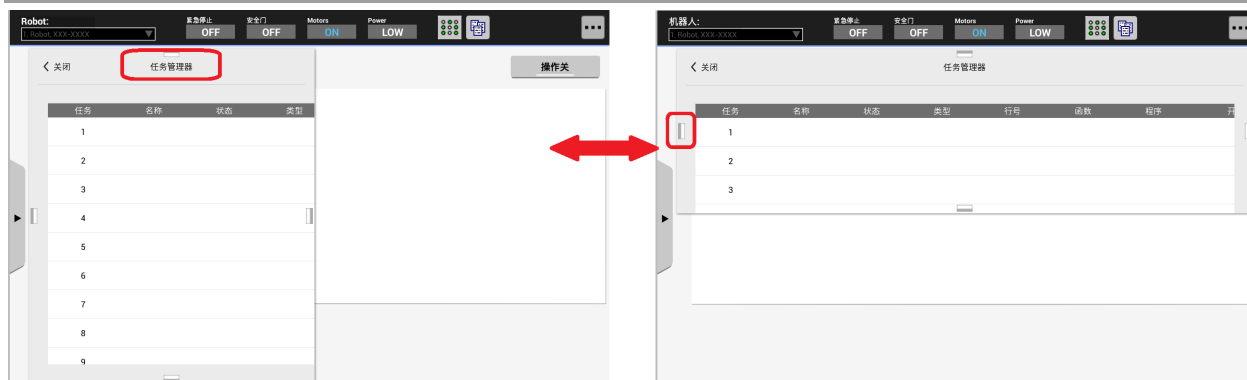 Robot: 紧急停止 安全门 Motors Power
1. Robot, XXX-XXXX OFF OFF ON LOW
关闭 任务管理器 操作关
任务 名称 状态 类型
1
2
3
4
5
6
7
8
9
机器人: 紧急停止 安全门 Motors Power
1. Robot, XXX-XXXX OFF OFF ON LOW
关闭 任务管理器
任务 名称 状态 类型 行号 函数 程序 开
1
2
3